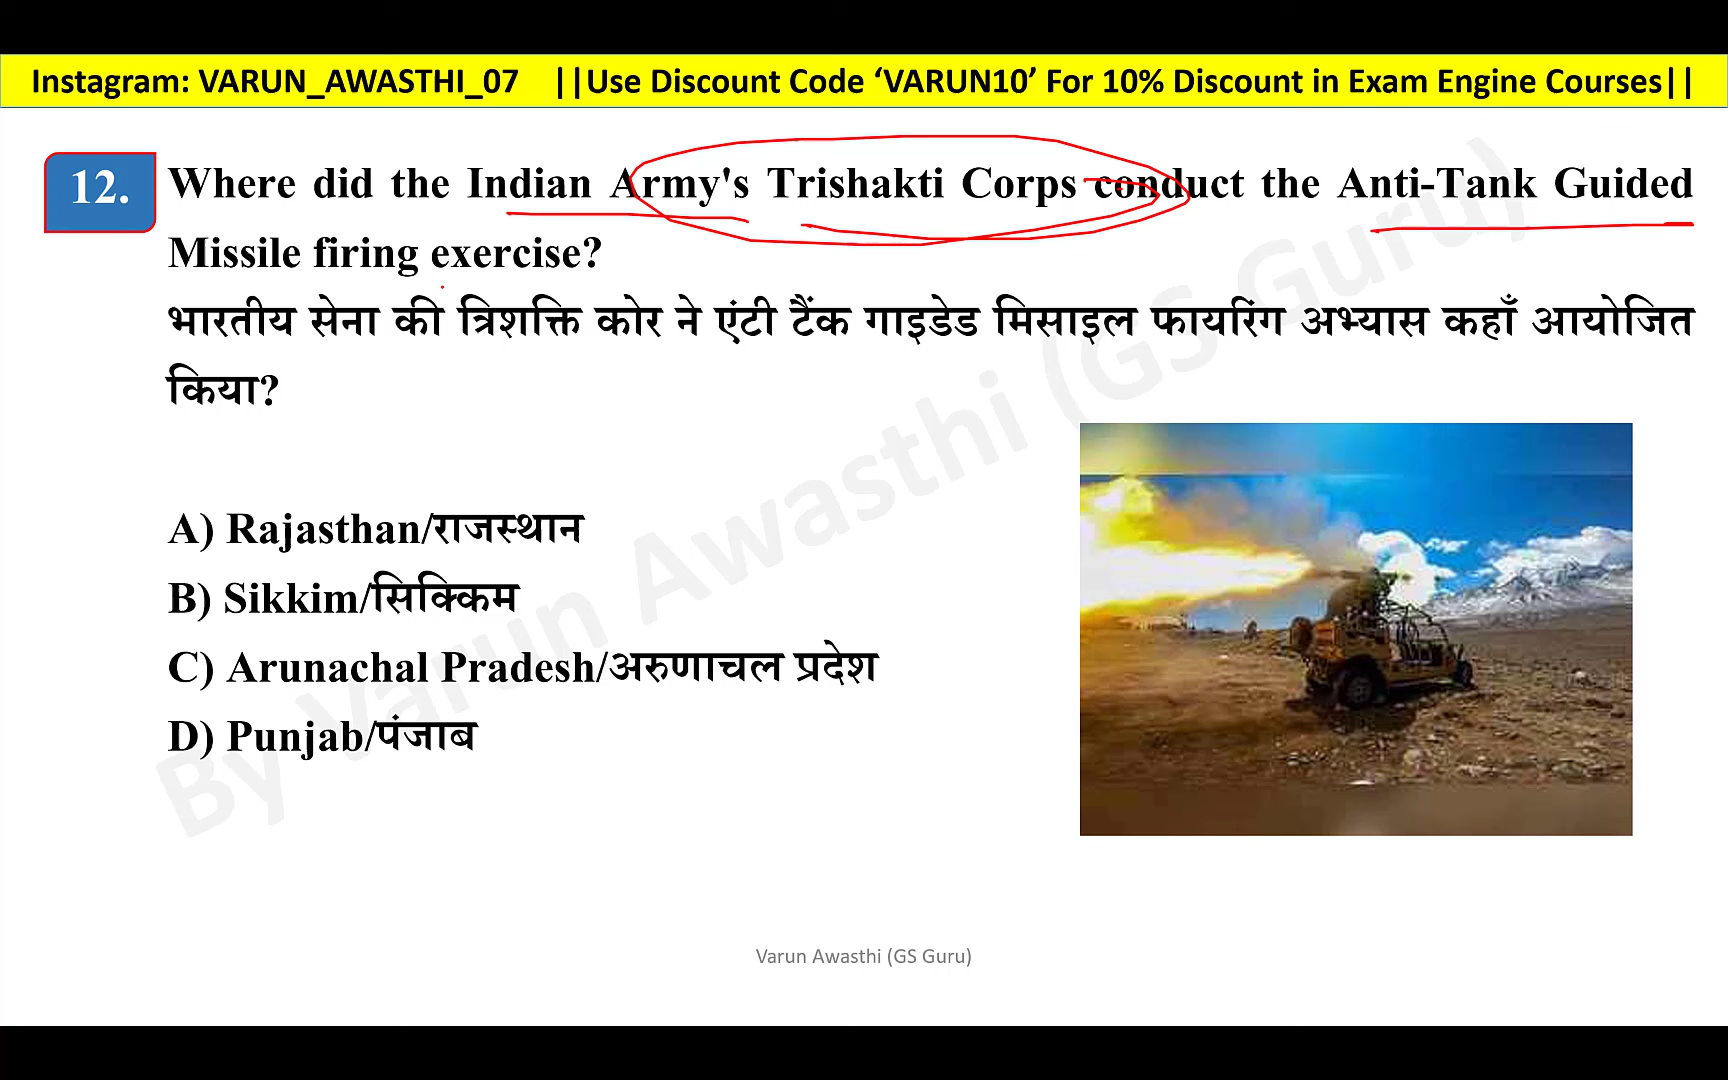 Instagram: VARUN_AWASTHI_07 ||Use Discount Code ‘VARUN10’ For 10% Discount in Exam Engine Courses||
12. Where did the Indian Army's Trishakti Corps conduct the Anti-Tank Guided
Missile firing exercise?
भारतीय सेना की त्रिशक्ति कोर ने एंटी टैंक गाइडेड मिसाइल फायरिंग अभ्यास कहाँ आयोजित
किया?
A) Rajasthan/राजस्थान
B) Sikkim/सिक्किम
C) Arunachal Pradesh/अरुणाचल प्रदेश
D) Punjab/पंजाब
By Varun Awasthi (GS Guru)
Varun Awasthi (GS Guru)